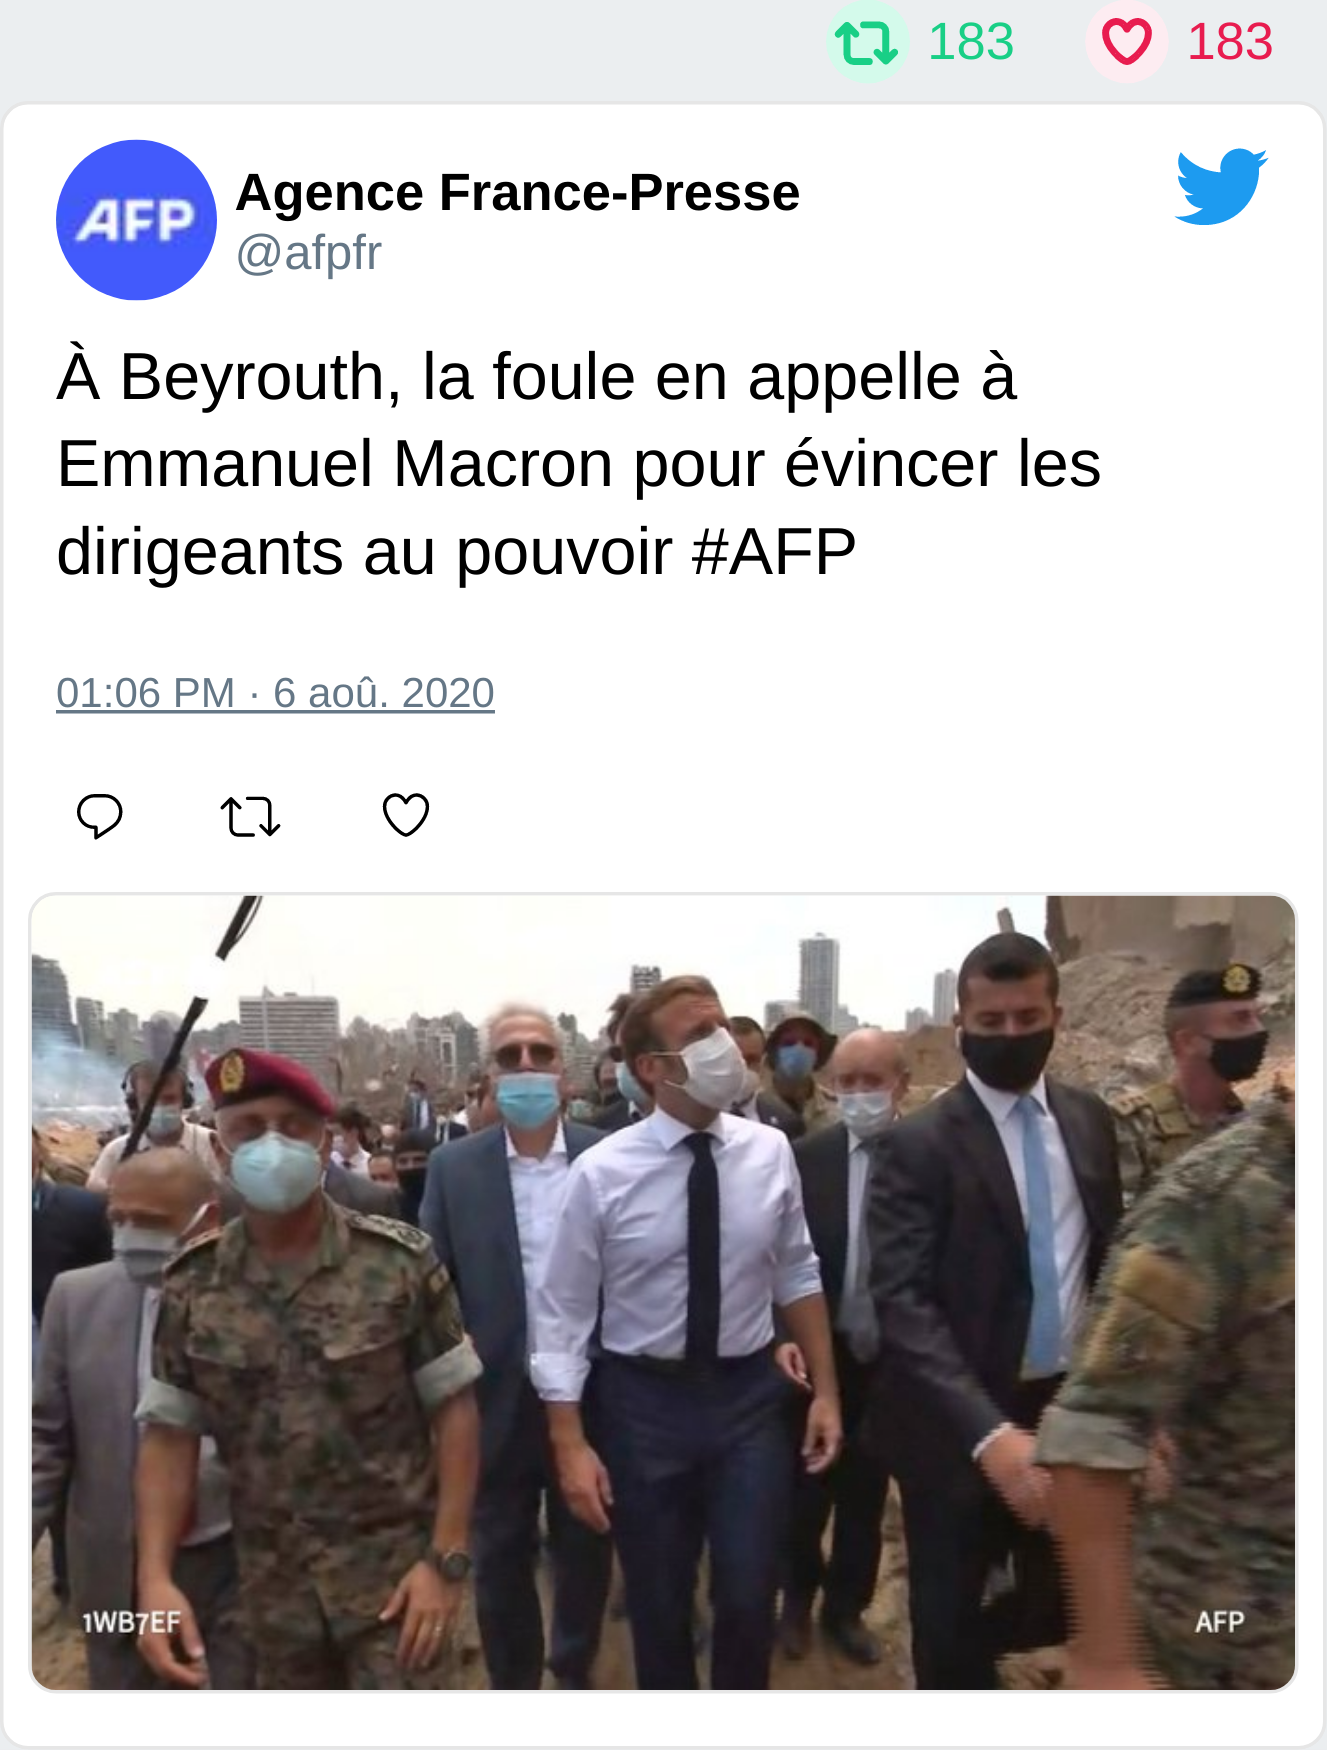 183 183
AFP
Agence France-Presse
@afpfr
À Beyrouth, la foule en appelle à
Emmanuel Macron pour évincer les
dirigeants au pouvoir #AFP
01:06 PM · 6 aoû. 2020
1WB7EF
AFP